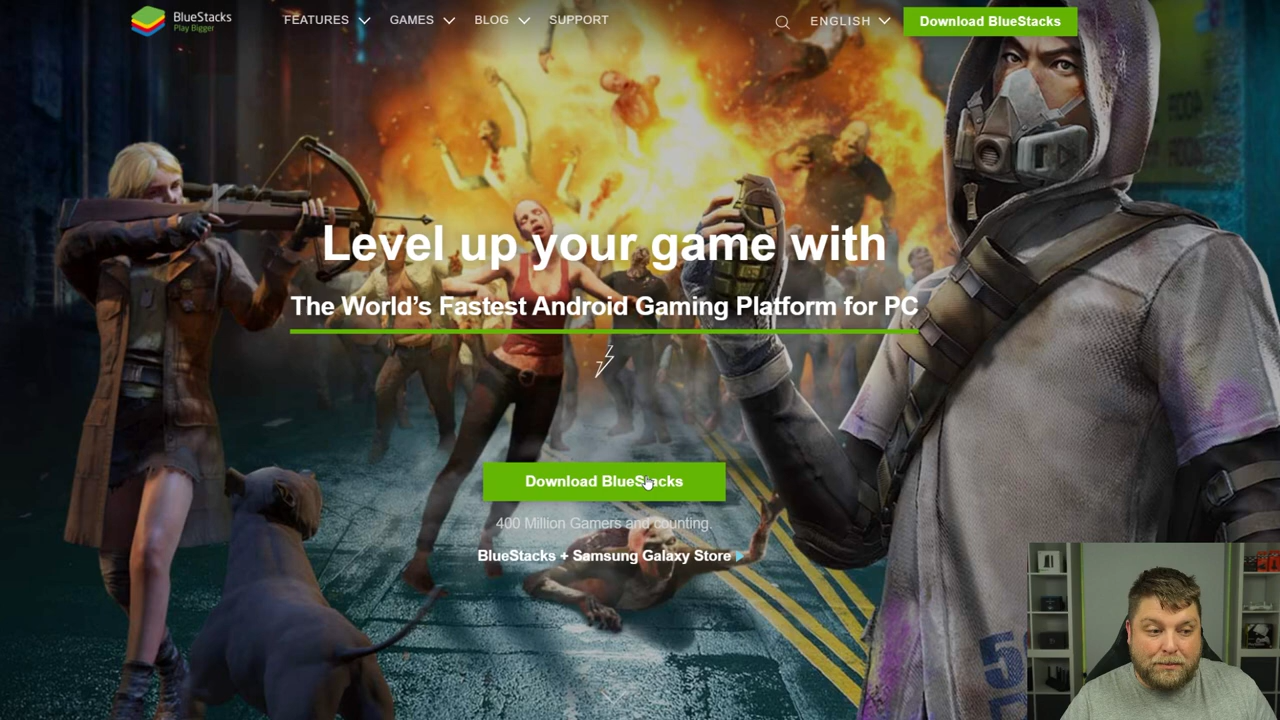 BlueStacks
Play Bigger
FEATURES
GAMES
BLOG
SUPPORT
ENGLISH
Download BlueStacks
Level up your game with
The World's Fastest Android Gaming Platform for PC
Download BlueStacks
400 Million Gamers and counting.
BlueStacks + Samsung Galaxy Store